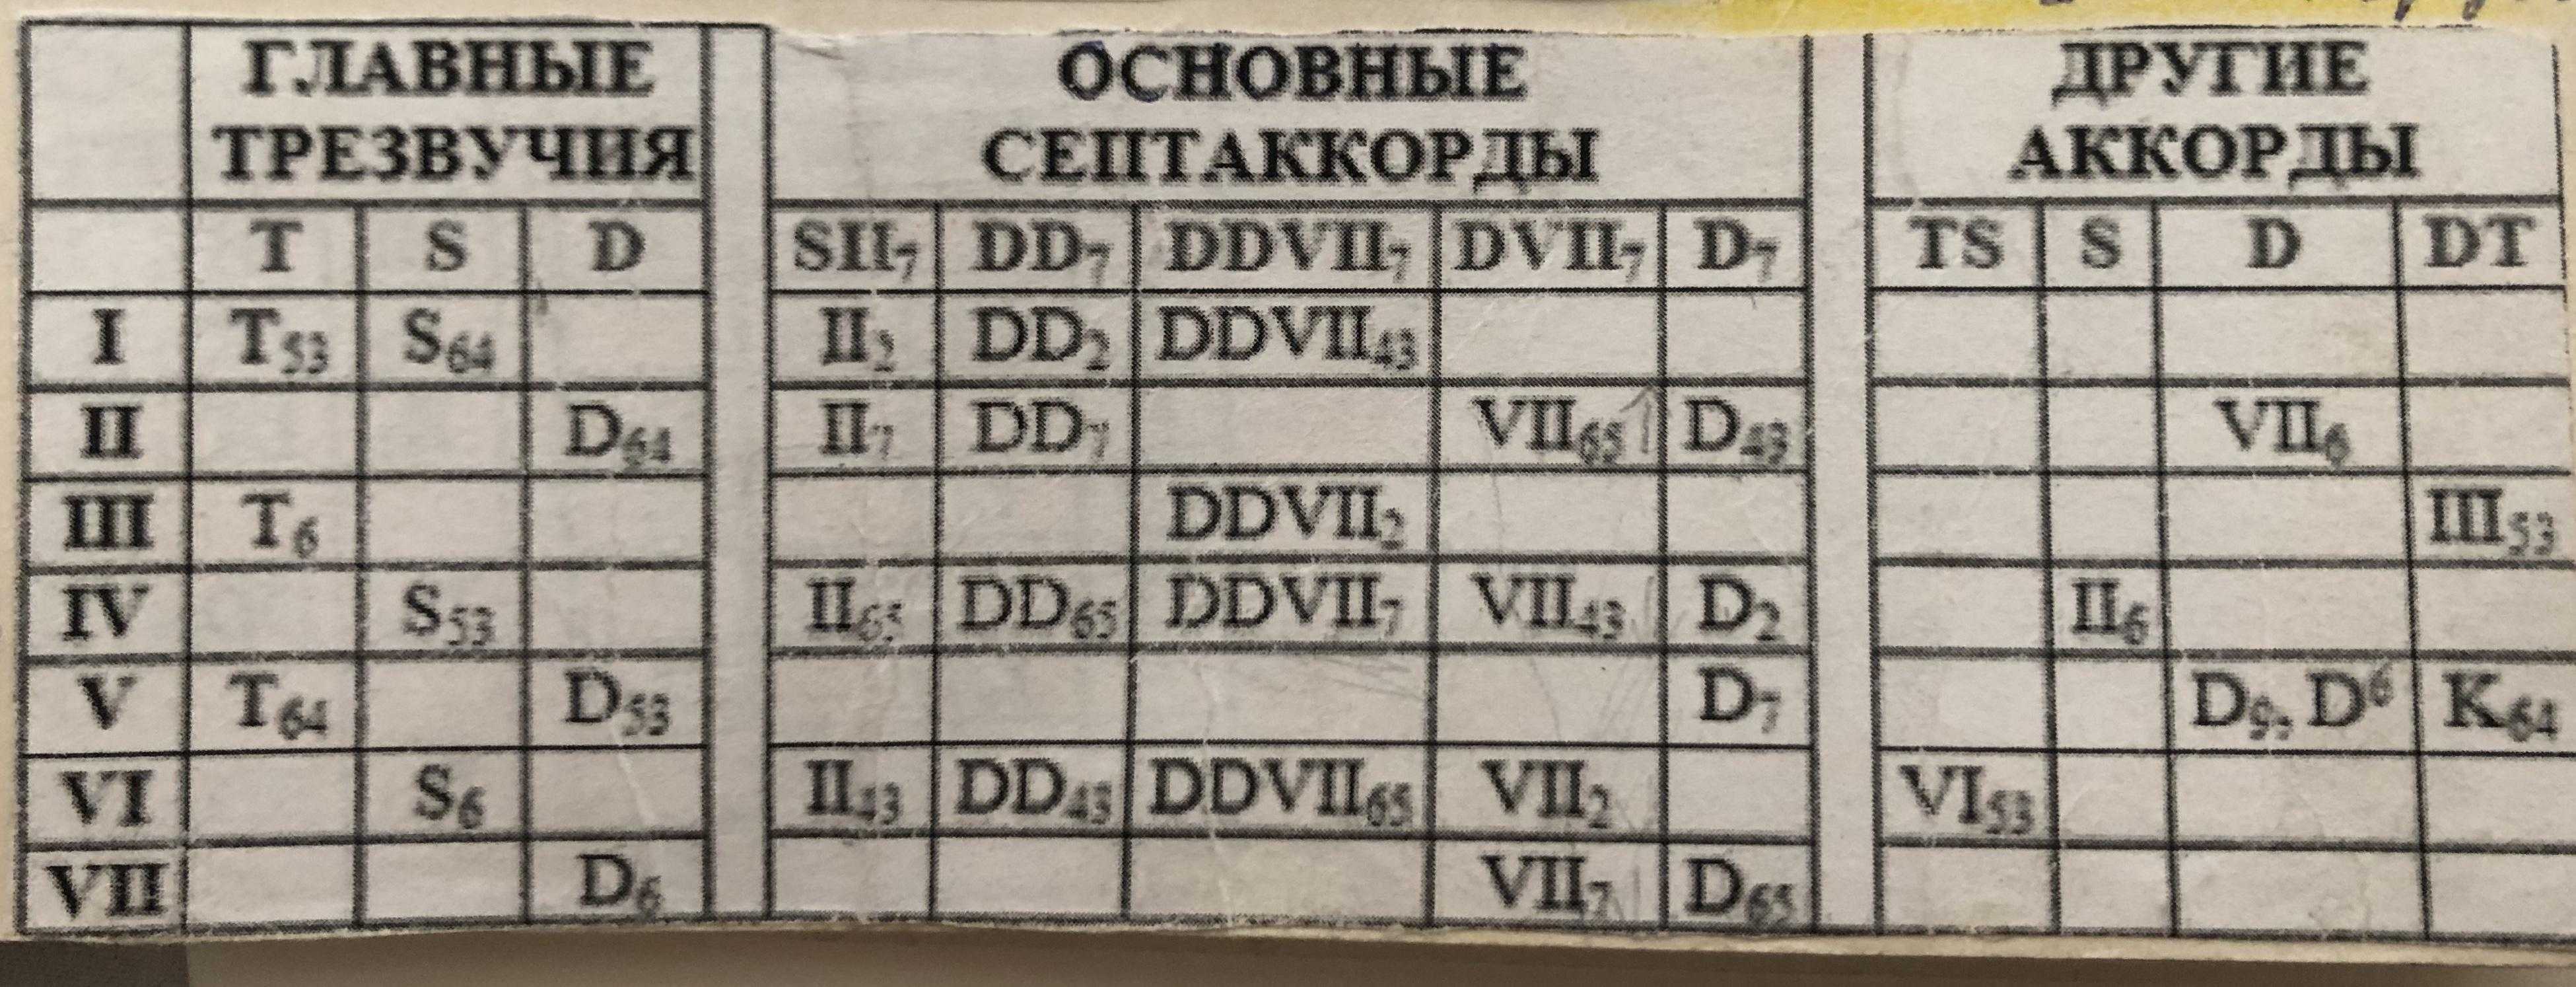 ГЛАВНЫЕ ТРЕЗВУЧИЯ ОСНОВНЫЕ СЕПТАККОРДЫ ДРУГИЕ АККОРДЫ
T S D SII7 DD7 DDVII7 DVII7 D7 TS S D DT
I T53 S64 II2 DD2 DDVII43
II D64 II7 DD7 VII65 D43 VII6
III T6 DDVII2 III53
IV S53 II65 DD65 DDVII7 VII43 D2 II6
V T64 D53 D7 D9, D6 K64
VI S6 II43 DD43 DDVII65 VII2 VI53
VII D6 VII7 D65